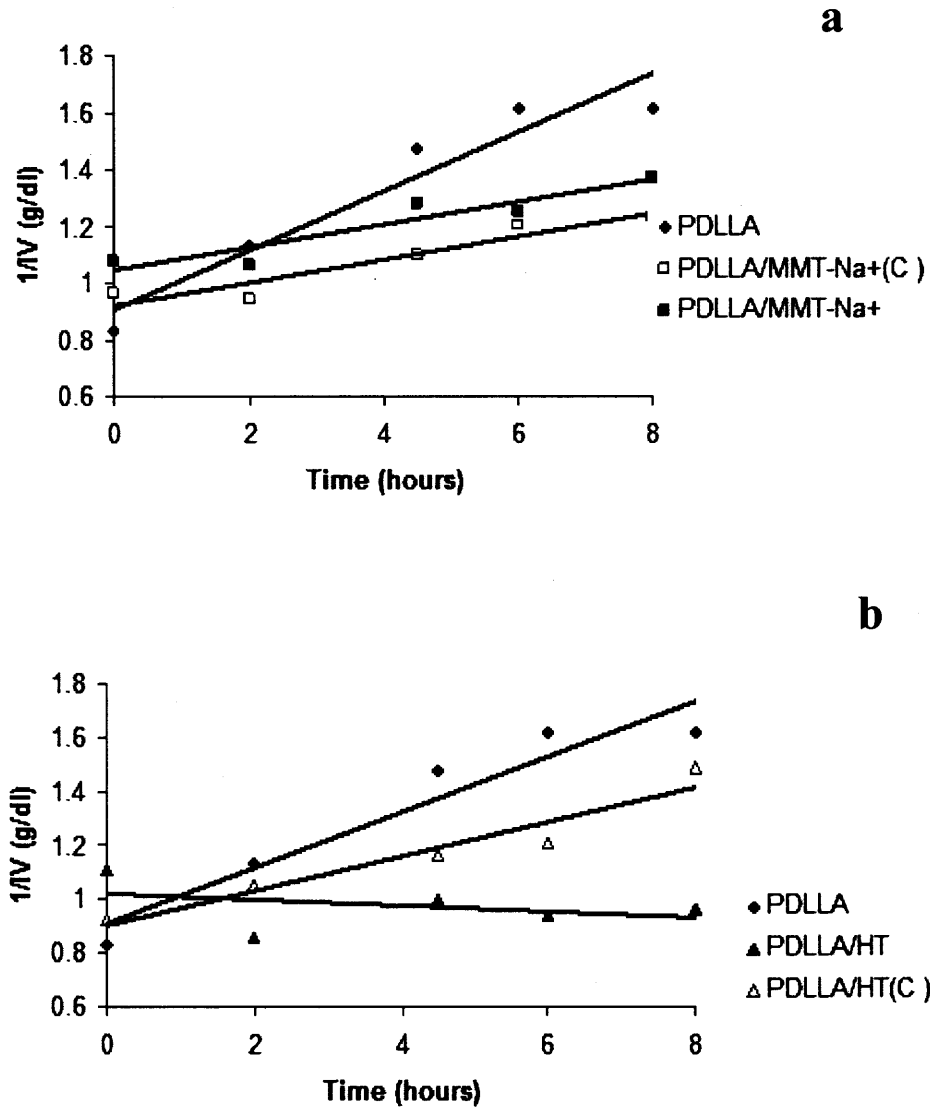 a
1.8
1.6
1.4
1.2
1
0.8
0.6
1/IV (g/dl)
0
2
4
6
8
Time (hours)
PDLLA
PDLLA/MMT-Na+(C )
PDLLA/MMT-Na+
b
1.8
1.6
1.4
1.2
1
0.8
0.6
1/IV (g/dl)
0
2
4
6
8
Time (hours)
PDLLA
PDLLA/HT
PDLLA/HT(C )